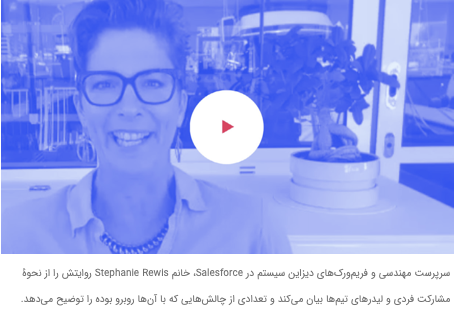 سرپرست مهندسی و فریم‌ورک‌های دیزاین سیستم در Salesforce، خانم Stephanie Rewis روایتش را از نحوهٔ
مشارکت فردی و لیدرهای تیم‌ها بیان می‌کند و تعدادی از چالش‌هایی که با آن‌ها روبرو بوده را توضیح می‌دهد.